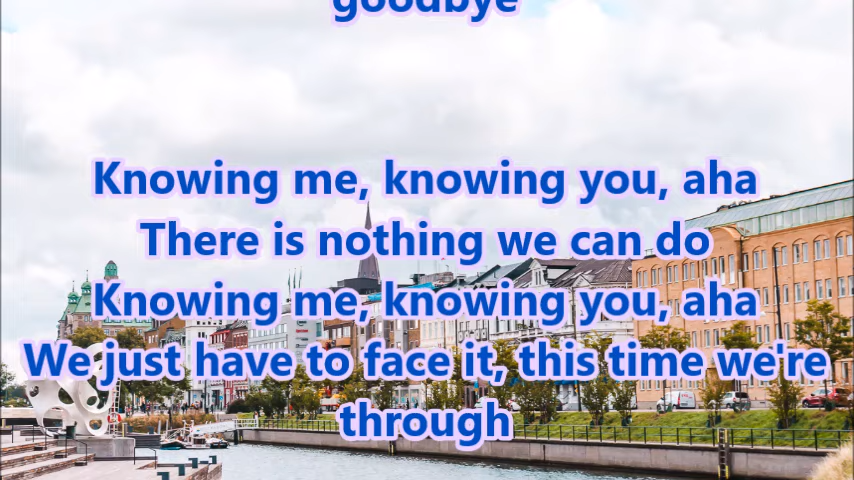 goodbye
Knowing me, knowing you, aha
There is nothing we can do
Knowing me, knowing you, aha
We just have to face it, this time we're
through